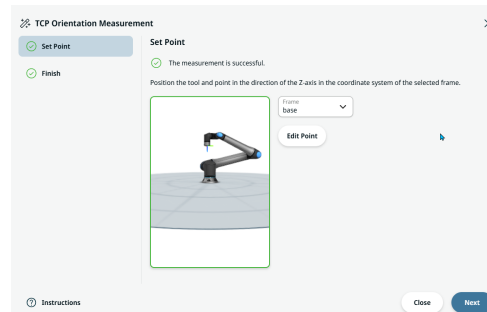 TCP Orientation Measurement
Set Point
Finish
Set Point
The measurement is successful.
Position the tool and point in the direction of the Z-axis in the coordinate system of the selected frame.
Frame
base
Edit Point
Instructions
Close
Next